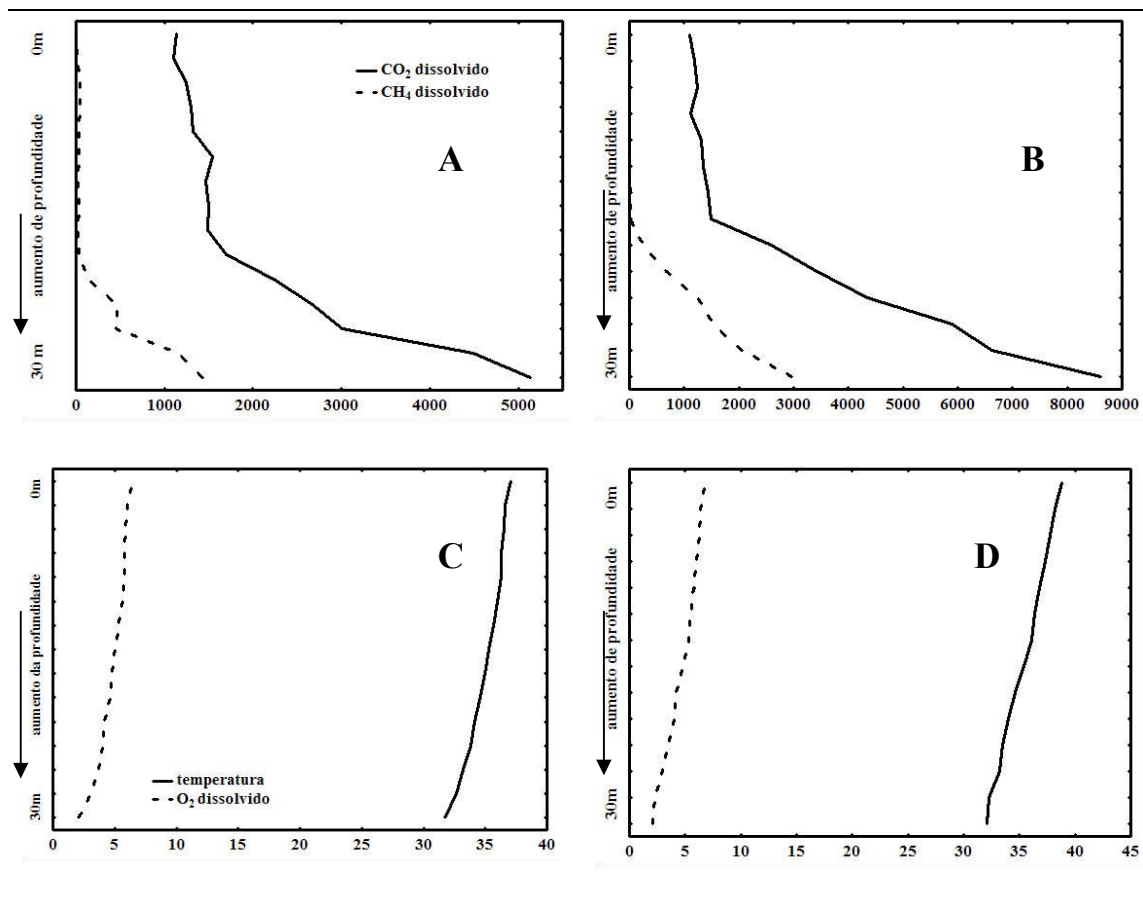 0m
aumento de profundidade
30 m
CO2 dissolvido
CH4 dissolvido
A
0 1000 2000 3000 4000 5000
0m
aumento de profundidade
30m
B
0 1000 2000 3000 4000 5000 6000 7000 8000 9000
0m
aumento da profundidade
30m
C
temperatura
O2 dissolvido
0 5 10 15 20 25 30 35 40
0m
aumento de profundidade
30m
D
0 5 10 15 20 25 30 35 40 45